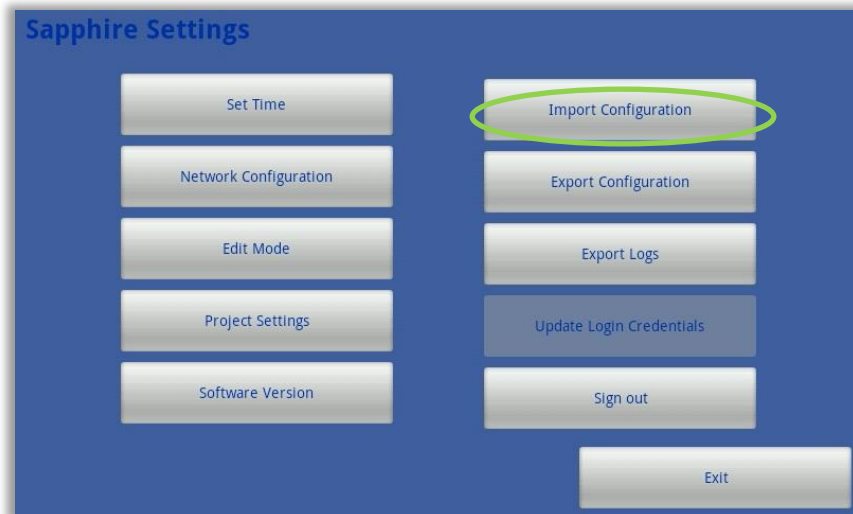 Sapphire Settings
Set Time
Network Configuration
Edit Mode
Project Settings
Software Version
Import Configuration
Export Configuration
Export Logs
Update Login Credentials
Sign out
Exit